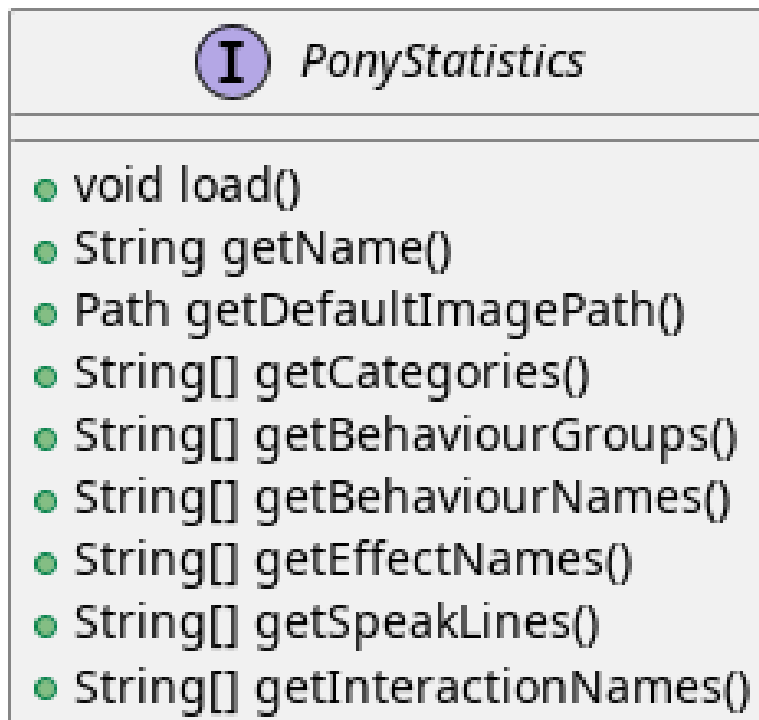 I PonyStatistics
void load()
String getName()
Path getDefaultImagePath()
String[] getCategories()
String[] getBehaviourGroups()
String[] getBehaviourNames()
String[] getEffectNames()
String[] getSpeakLines()
String[] getInteractionNames()